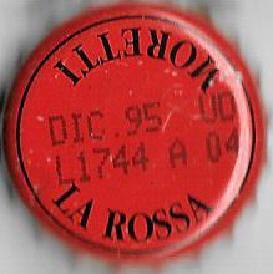 MORETTI
DIC.95 UD
L1744 A 04
LA ROSSA